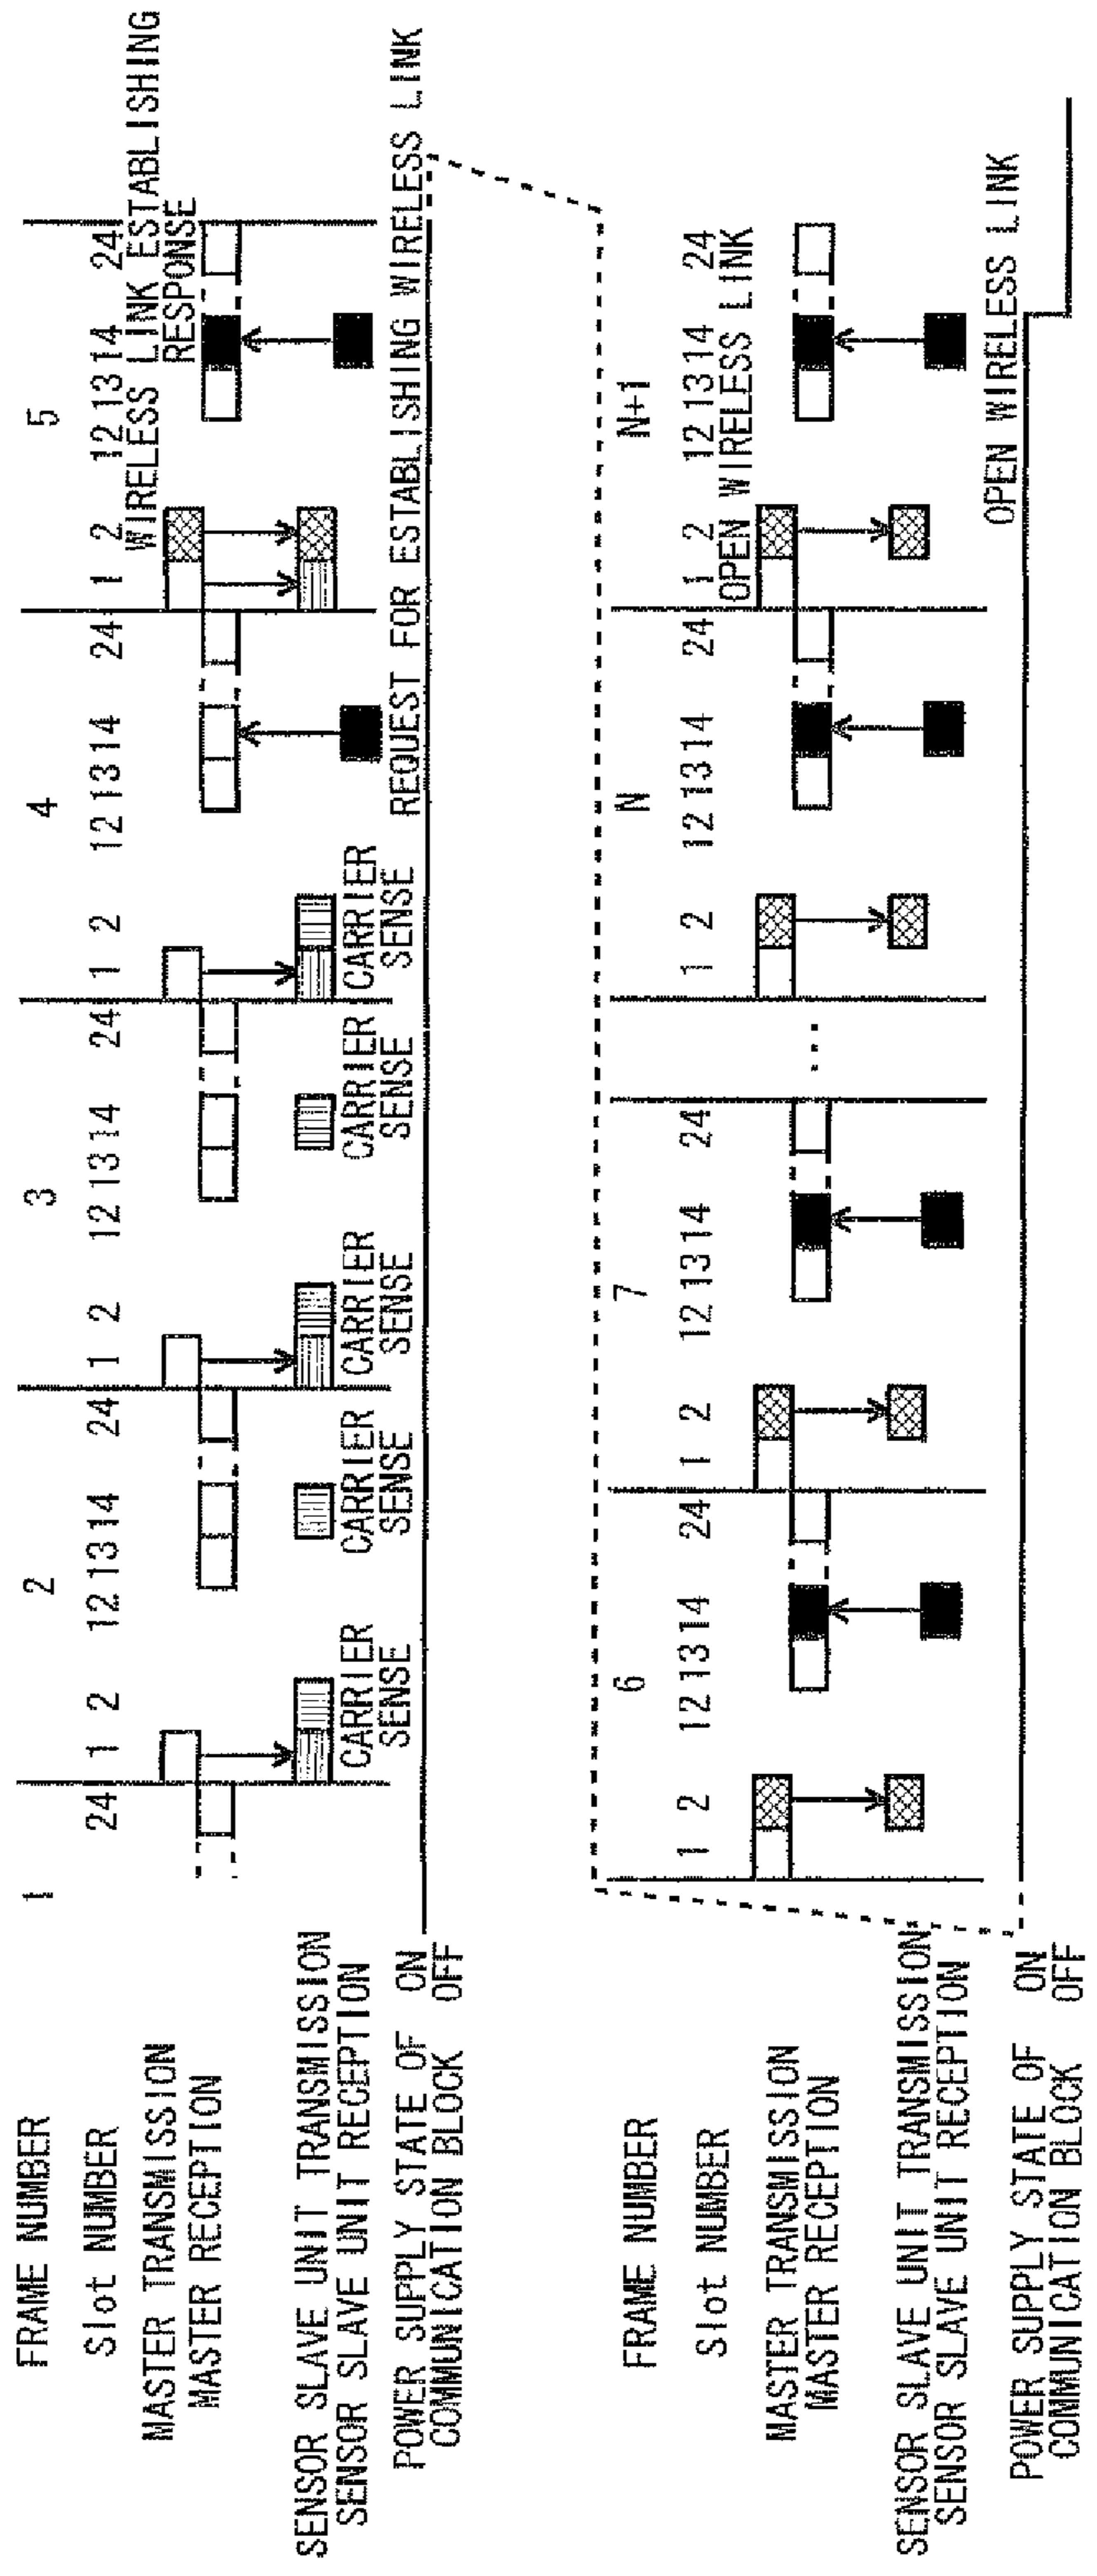 FRAME NUMBER 1 2 3 4 5
Slot NUMBER 24 1 2 12 13 14 24 1 2 12 13 14 24 1 2 12 13 14 24 1 2 12 13 14 24
MASTER TRANSMISSION
MASTER RECEPTION
WIRELESS LINK ESTABLISHING
RESPONSE
SENSOR SLAVE UNIT TRANSMISSION
SENSOR SLAVE UNIT RECEPTION
CARRIER
SENSE
CARRIER
SENSE
CARRIER
SENSE
CARRIER
SENSE
CARRIER
SENSE
REQUEST FOR ESTABLISHING WIRELESS LINK
POWER SUPPLY STATE OF ON
COMMUNICATION BLOCK OFF
FRAME NUMBER 6 7 N N+1
Slot NUMBER 1 2 12 13 14 24 1 2 12 13 14 24 1 2 12 13 14 24 1 2 12 13 14 24
MASTER TRANSMISSION
MASTER RECEPTION
OPEN WIRELESS LINK
SENSOR SLAVE UNIT TRANSMISSION
SENSOR SLAVE UNIT RECEPTION
OPEN WIRELESS LINK
POWER SUPPLY STATE OF ON
COMMUNICATION BLOCK OFF